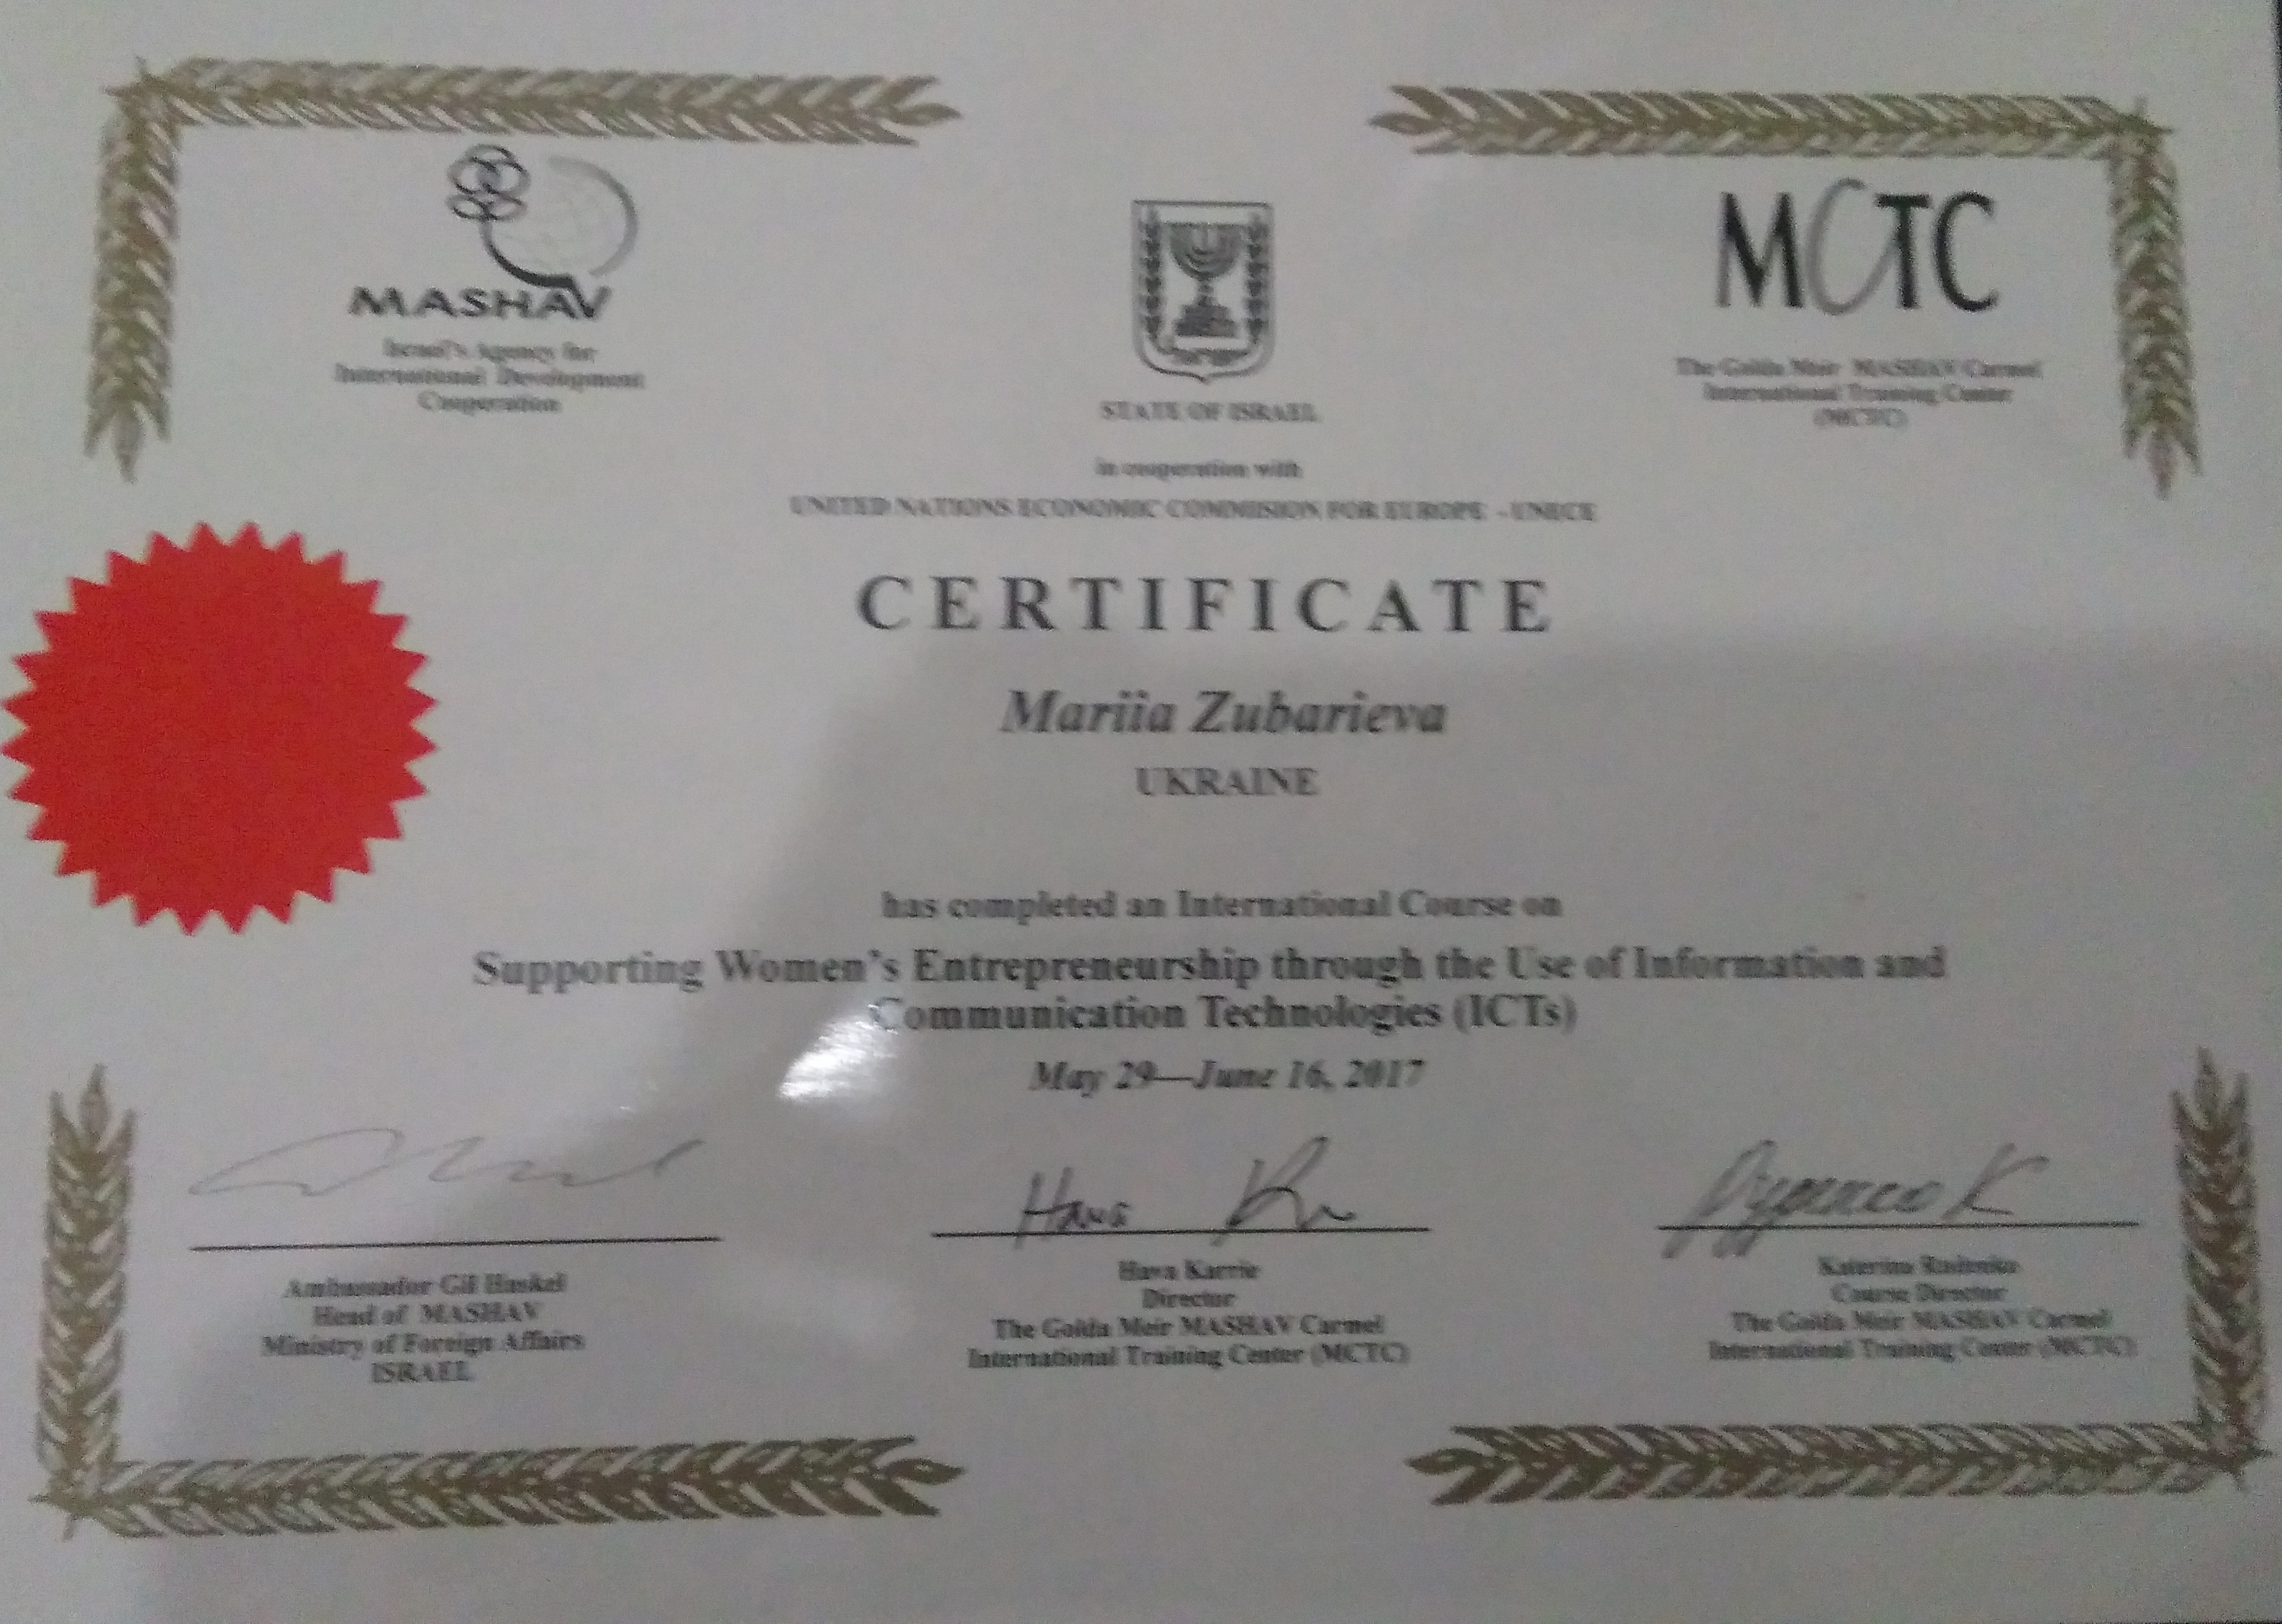 MASHAV
Israel's Agency for
International Development
Cooperation
STATE OF ISRAEL
MCTC
The Golda Meir MASHAV Carmel
International Training Center
(MCTC)
in cooperation with
UNITED NATIONS ECONOMIC COMMISION FOR EUROPE - UNECE
CERTIFICATE
Mariia Zubarieva
UKRAINE
has completed an International Course on
Supporting Women's Entrepreneurship through the Use of Information and
Communication Technologies (ICTs)
May 29—June 16, 2017
Hava
Ambassador Gil Haskel
Head of MASHAV
Ministry of Foreign Affairs
ISRAEL
Hava Karrie
Director
The Golda Meir MASHAV Carmel
International Training Center (MCTC)
Katerina Rudenko
Course Director
The Golda Meir MASHAV Carmel
International Training Center (MCTC)